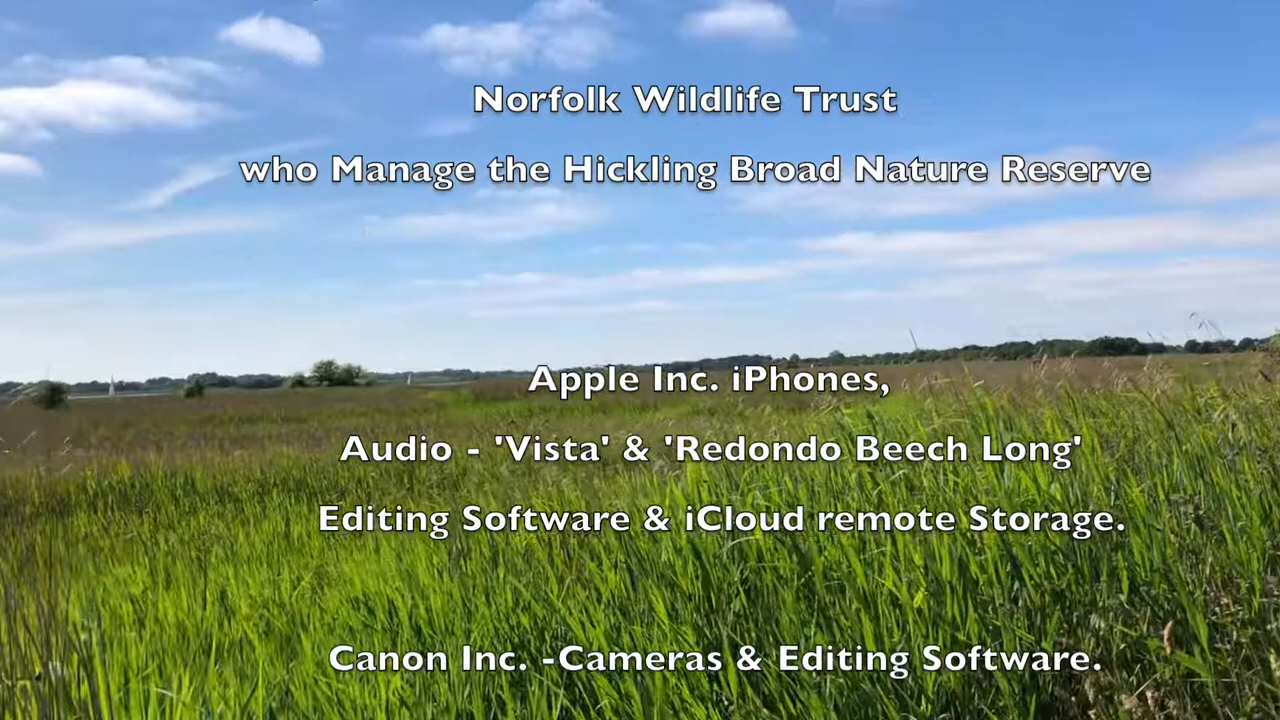 Norfolk Wildlife Trust
who Manage the Hickling Broad Nature Reserve
Apple Inc. iPhones,
Audio - 'Vista' & 'Redondo Beech Long'
Editing Software & iCloud remote Storage.
Canon Inc. -Cameras & Editing Software.